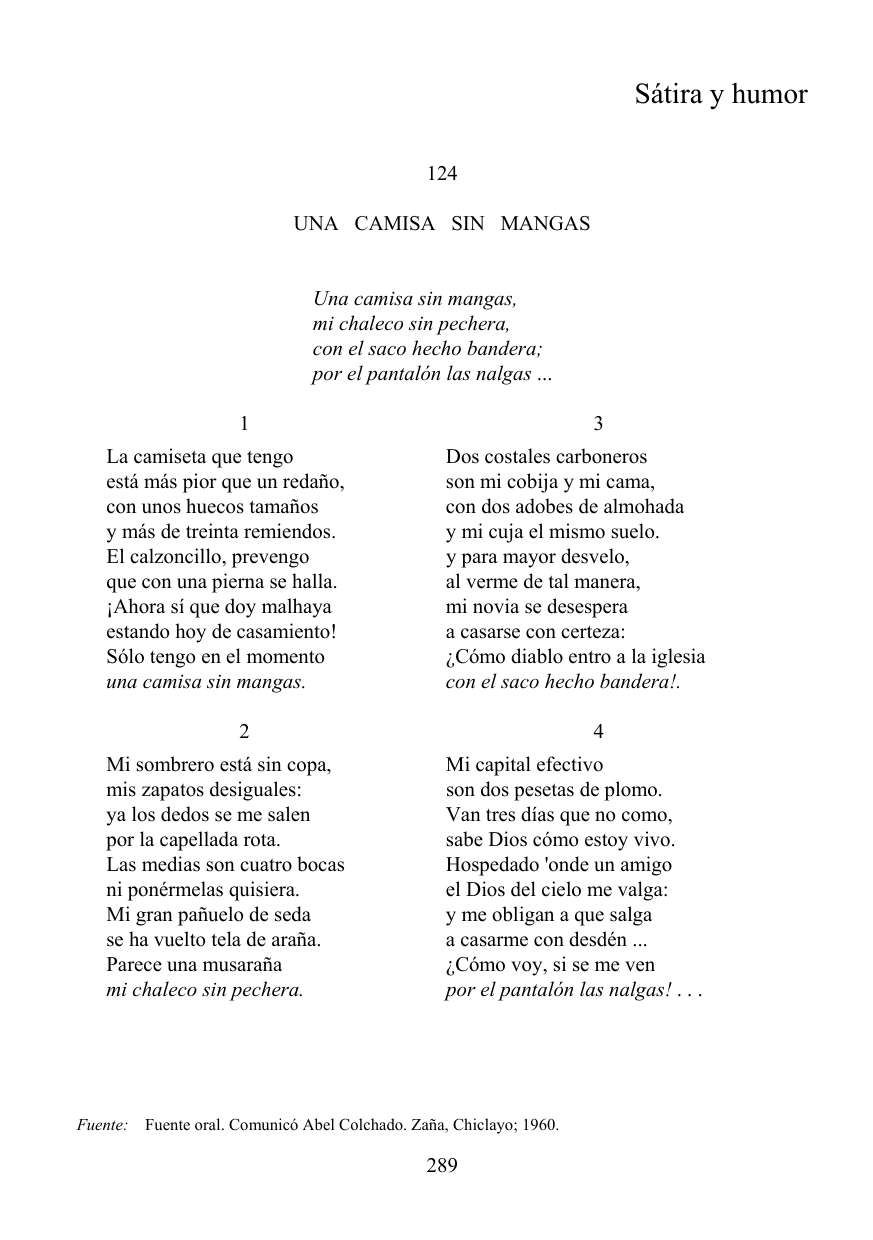 Sátira y humor
124
UNA CAMISA SIN MANGAS
Una camisa sin mangas,
mi chaleco sin pechera,
con el saco hecho bandera;
por el pantalón las nalgas ...
1
La camiseta que tengo
está más pior que un redaño,
con unos huecos tamaños
y más de treinta remiendos.
El calzoncillo, prevengo
que con una pierna se halla.
¡Ahora sí que doy malhaya
estando hoy de casamiento!
Sólo tengo en el momento
una camisa sin mangas.
2
Mi sombrero está sin copa,
mis zapatos desiguales:
ya los dedos se me salen
por la capellada rota.
Las medias son cuatro bocas
ni ponérmelas quisiera.
Mi gran pañuelo de seda
se ha vuelto tela de araña.
Parece una musaraña
mi chaleco sin pechera.
3
Dos costales carboneros
son mi cobija y mi cama,
con dos adobes de almohada
y mi cuja el mismo suelo.
y para mayor desvelo,
al verme de tal manera,
mi novia se desespera
a casarse con certeza:
¿Cómo diablo entro a la iglesia
con el saco hecho bandera!.
4
Mi capital efectivo
son dos pesetas de plomo.
Van tres días que no como,
sabe Dios cómo estoy vivo.
Hospedado 'onde un amigo
el Dios del cielo me valga:
y me obligan a que salga
a casarme con desdén ...
¿Cómo voy, si se me ven
por el pantalón las nalgas! . . .
Fuente: Fuente oral. Comunicó Abel Colchado. Zaña, Chiclayo; 1960.
289